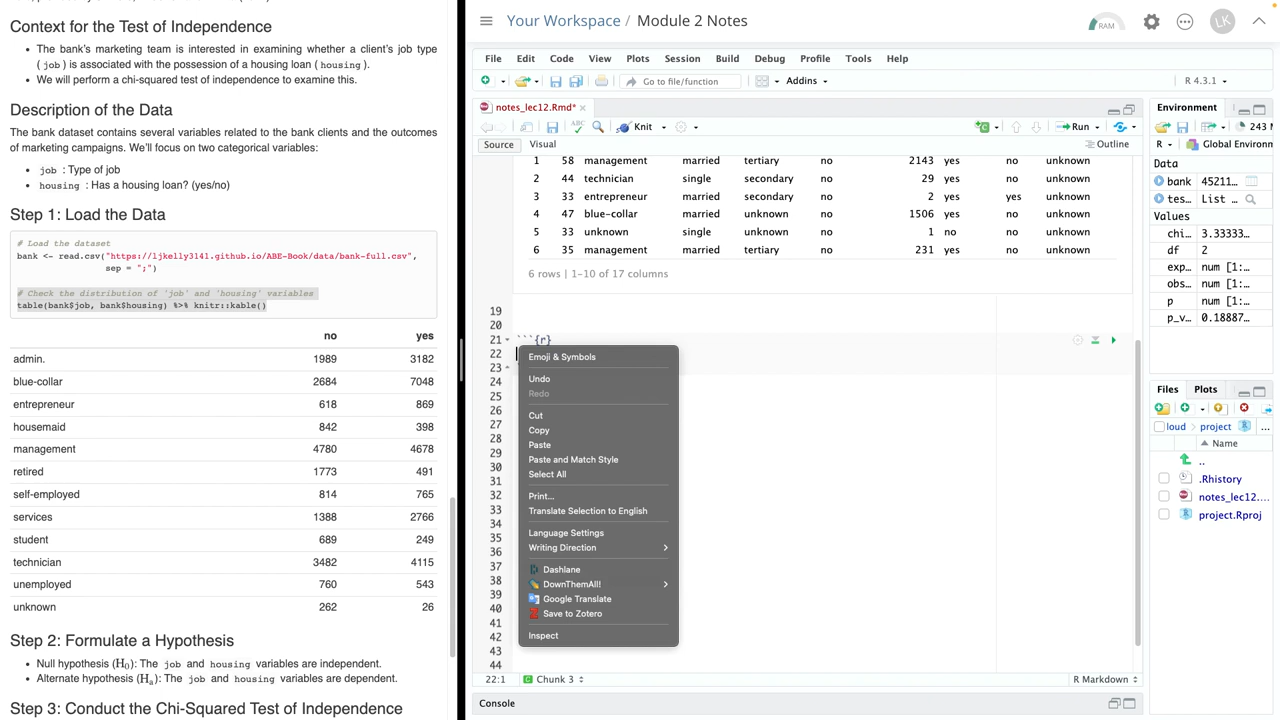 Context for the Test of Independence
• The bank's marketing team is interested in examining whether a client's job type
( job ) is associated with the possession of a housing loan ( housing ).
• We will perform a chi-squared test of independence to examine this.
Description of the Data
The bank dataset contains several variables related to the bank clients and the outcomes
of marketing campaigns. We'll focus on two categorical variables:
• job : Type of job
• housing : Has a housing loan? (yes/no)
Step 1: Load the Data
# Load the dataset
bank <- read.csv("https://ljkelly3141.github.io/ABE-Book/data/bank-full.csv",
sep = ";")
# Check the distribution of 'job' and 'housing' variables
table(bank$job, bank$housing) %>% knitr::kable()
no yes
admin. 1989 3182
blue-collar 2684 7048
entrepreneur 618 869
housemaid 842 398
management 4780 4678
retired 1773 491
self-employed 814 765
services 1388 2766
student 689 249
technician 3482 4115
unemployed 760 543
unknown 262 26
Step 2: Formulate a Hypothesis
• Null hypothesis (H0): The job and housing variables are independent.
• Alternate hypothesis (Ha): The job and housing variables are dependent.
Step 3: Conduct the Chi-Squared Test of Independence
Your Workspace / Module 2 Notes
RAM
LK
File Edit Code View Plots Session Build Debug Profile Tools Help
Go to file/function Addins R 4.3.1
notes_lec12.Rmd*
Knit Run
Source Visual Outline
1 58 management married tertiary no 2143 yes no unknown
2 44 technician single secondary no 29 yes no unknown
3 33 entrepreneur married secondary no 2 yes yes unknown
4 47 blue-collar married unknown no 1506 yes no unknown
5 33 unknown single unknown no 1 no no unknown
6 35 management married tertiary no 231 yes no unknown
6 rows | 1-10 of 17 columns
19
20
21 ```{r}
22
23
24
25
26
27
28
29
30
31
32
33
34
35
36
37
38
39
40
41
42
43
44
Emoji & Symbols
Undo
Redo
Cut
Copy
Paste
Paste and Match Style
Select All
Print...
Translate Selection to English
Language Settings
Writing Direction
Dashlane
DownThemAll!
Google Translate
Save to Zotero
Inspect
22:1 Chunk 3 R Markdown
Console
Environment
243 M
R Global Environm
Data
bank 45211…
tes… List …
Values
chi… 3.33333…
df 2
exp… num [1:…
obs… num [1:…
p num [1:…
p_v… 0.18887…
Files Plots
loud project ...
Name
..
.Rhistory
notes_lec12....
project.Rproj